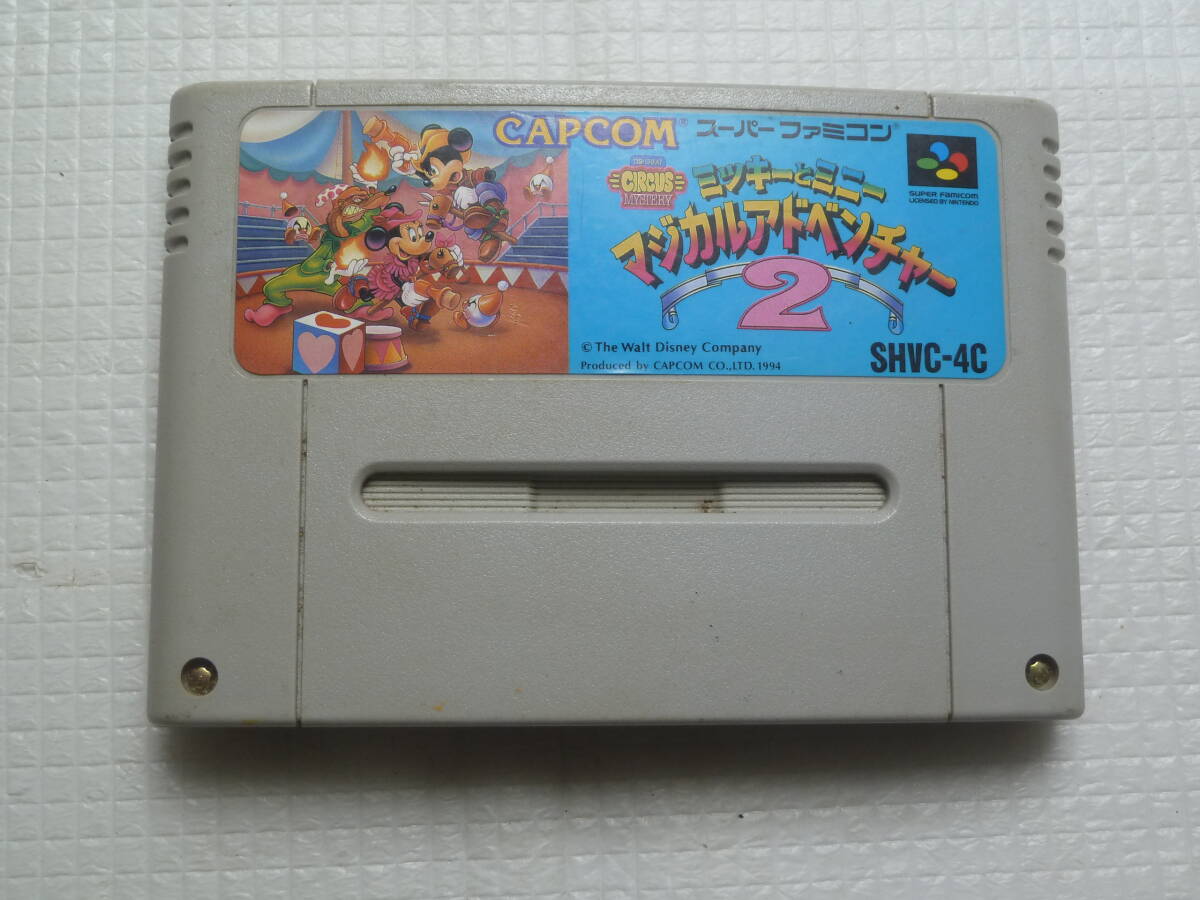 CAPCOM® スーパーファミコン®
THE GREAT
CIRCUS
MYSTERY
ミッキーとミニー
マジカルアドベンチャー
2
SUPER FAMICOM
LICENSED BY NINTENDO
© The Walt Disney Company
Produced by CAPCOM CO.,LTD. 1994
SHVC-4C